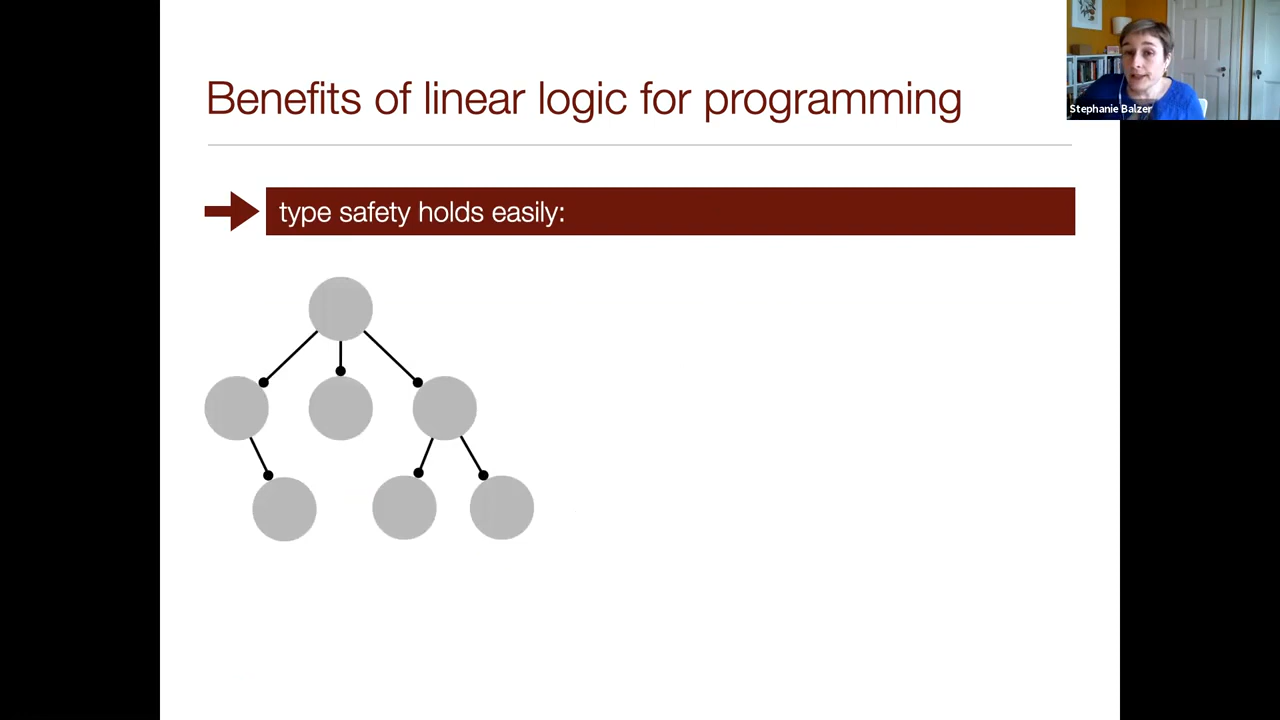 Benefits of linear logic for programming
Stephanie Balzer
type safety holds easily: